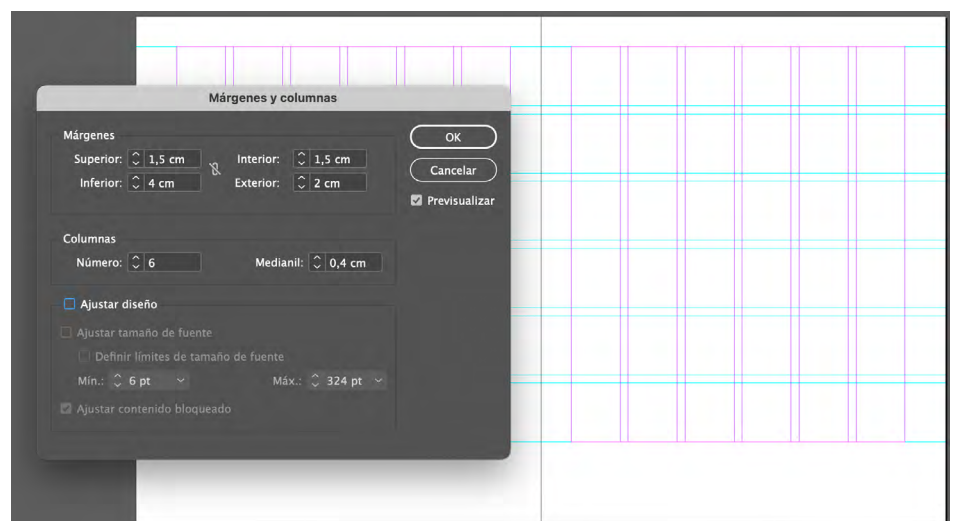 Márgenes y columnas
Márgenes
Superior: 1,5 cm Interior: 1,5 cm
Inferior: 4 cm Exterior: 2 cm
OK
Cancelar
Previsualizar
Columnas
Número: 6 Medianil: 0,4 cm
Ajustar diseño
Ajustar tamaño de fuente
Definir límites de tamaño de fuente
Mín.: 6 pt Máx.: 324 pt
Ajustar contenido bloqueado